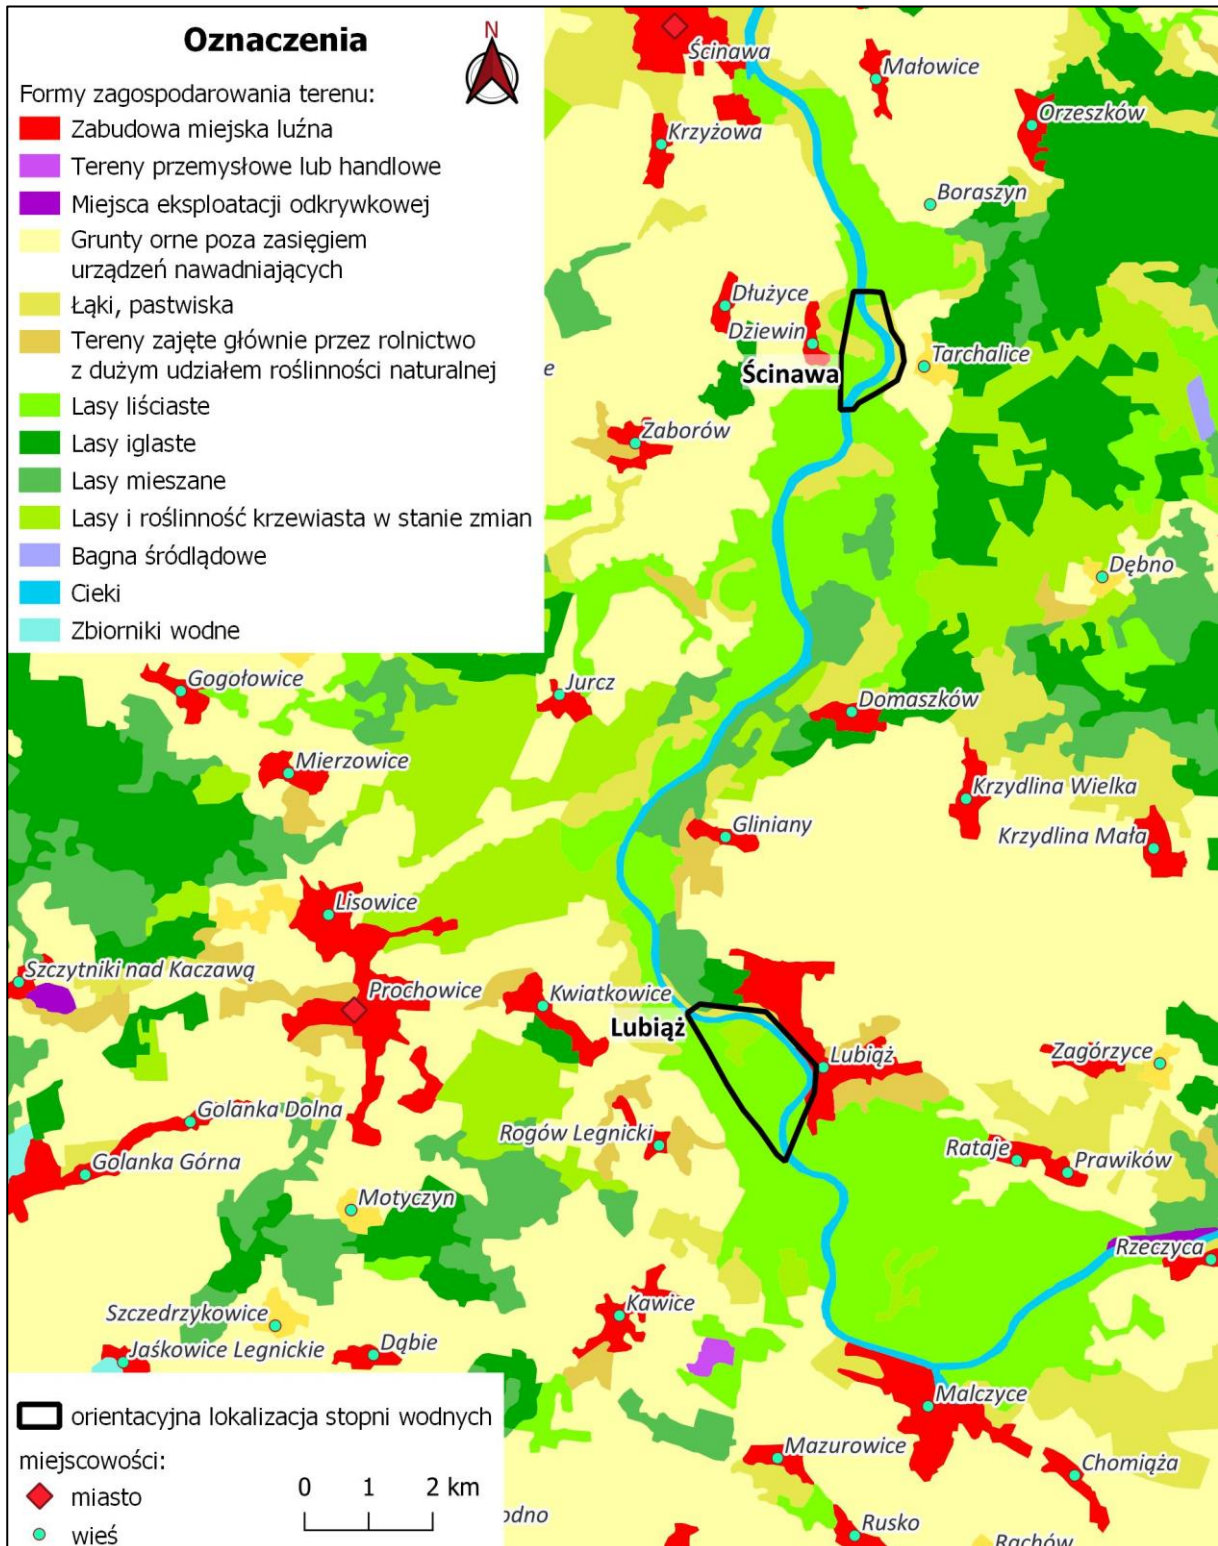 Oznaczenia
N
Formy zagospodarowania terenu:
Zabudowa miejska luźna
Tereny przemysłowe lub handlowe
Miejsca eksploatacji odkrywkowej
Grunty orne poza zasięgiem
urządzeń nawadniających
Łąki, pastwiska
Tereny zajęte głównie przez rolnictwo
z dużym udziałem roślinności naturalnej
Lasy liściaste
Lasy iglaste
Lasy mieszane
Lasy i roślinność krzewiasta w stanie zmian
Bagna śródlądowe
Cieki
Zbiorniki wodne
Ścinawa
Małowice
Orzeszków
Krzyżowa
Boraszyn
Dłużyce
Dziewin
Tarchalice
Ścinawa
e
Zaborów
Dębno
Gogołowice
Jurcz
Domaszków
Mierzowice
Krzydlina Wielka
Gliniany
Krzydlina Mała
Lisowice
Szczytniki nad Kaczawą
Prochowice
Kwiatkowice
Lubiąż
Lubiąż
Zagórzyce
Golanka Dolna
Rogów Legnicki
Rataje
Prawików
Golanka Górna
Motyczyn
Rzeczyca
Szczedrzykowice
Kawice
Jaśkowice Legnickie
Dąbie
Malczyce
orientacyjna lokalizacja stopni wodnych
miejscowości:
miasto
wieś
0 1 2 km
Mazurowice
Chomiąża
odno
Rusko
Rachów